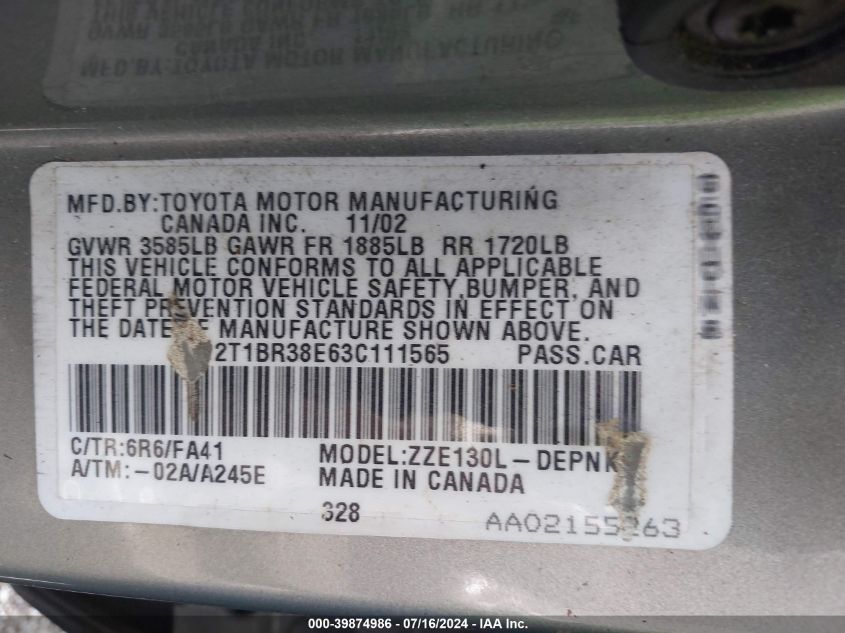 MFD.BY:TOYOTA MOTOR MANUFACTURING
CANADA INC. 11/02
GVWR 3585LB GAWR FR 1885LB RR 1720LB
THIS VEHICLE CONFORMS TO ALL APPLICABLE
FEDERAL MOTOR VEHICLE SAFETY,BUMPER, AND
THEFT PREVENTION STANDARDS IN EFFECT ON
THE DATE OF MANUFACTURE SHOWN ABOVE.
2T1BR38E63C111565 PASS.CAR
C/TR:6R6/FA41 MODEL:ZZE130L-DEPNK
A/TM:-02A/A245E MADE IN CANADA
328
000-39874986 / 07/16/2024 / IAA Inc.